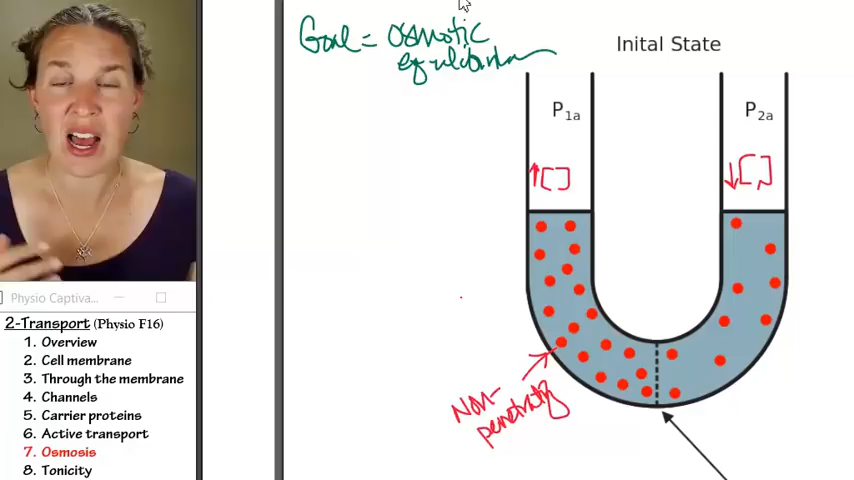 Goal = osmotic
equilibrium
Inital State
P1a
P2a
↑[]
↓[]
Non-
penetrating
Physio Captiva...
2-Transport (Physio F16)
1. Overview
2. Cell membrane
3. Through the membrane
4. Channels
5. Carrier proteins
6. Active transport
7. Osmosis
8. Tonicity